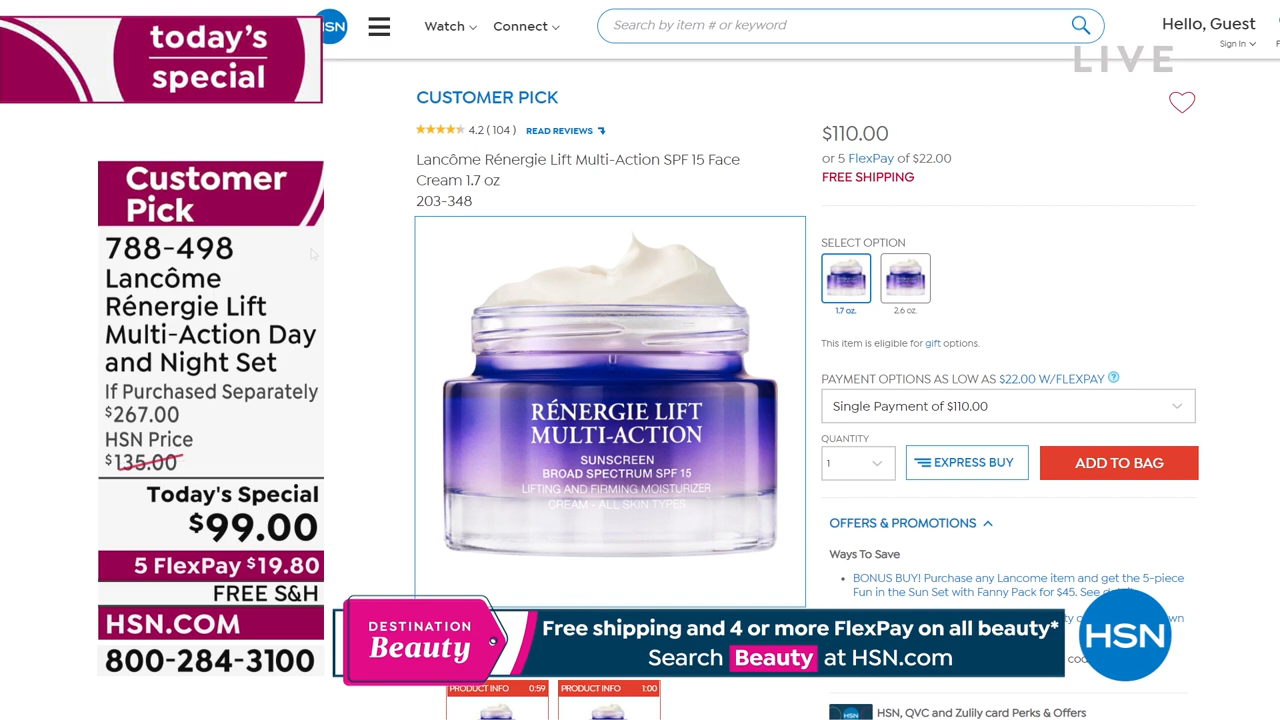 today's
special
HSN
Watch
Connect
Search by item # or keyword
Hello, Guest
Sign In
LIVE
CUSTOMER PICK
4.2 ( 104 ) READ REVIEWS
Lancôme Rénergie Lift Multi-Action SPF 15 Face
Cream 1.7 oz
203-348
$110.00
or 5 FlexPay of $22.00
FREE SHIPPING
SELECT OPTION
1.7 oz.
2.6 oz.
This item is eligible for gift options.
PAYMENT OPTIONS AS LOW AS $22.00 W/FLEXPAY ?
Single Payment of $110.00
QUANTITY
1
EXPRESS BUY
ADD TO BAG
OFFERS & PROMOTIONS
Ways To Save
• BONUS BUY! Purchase any Lancome item and get the 5-piece
Fun in the Sun Set with Fanny Pack for $45. See
RÉNERGIE LIFT
MULTI-ACTION
SUNSCREEN
BROAD SPECTRUM SPF 15
LIFTING AND FIRMING MOISTURIZER
CREAM - ALL SKIN TYPES
Customer
Pick
788-498
Lancôme
Rénergie Lift
Multi-Action Day
and Night Set
If Purchased Separately
$267.00
HSN Price
$135.00
Today's Special
$99.00
5 FlexPay $19.80
FREE S&H
HSN.COM
800-284-3100
DESTINATION
Beauty
Free shipping and 4 or more FlexPay on all beauty*
Search Beauty at HSN.com
HSN
PRODUCT INFO 0:59
PRODUCT INFO 1:00
HSN
HSN, QVC and Zulily card Perks & Offers